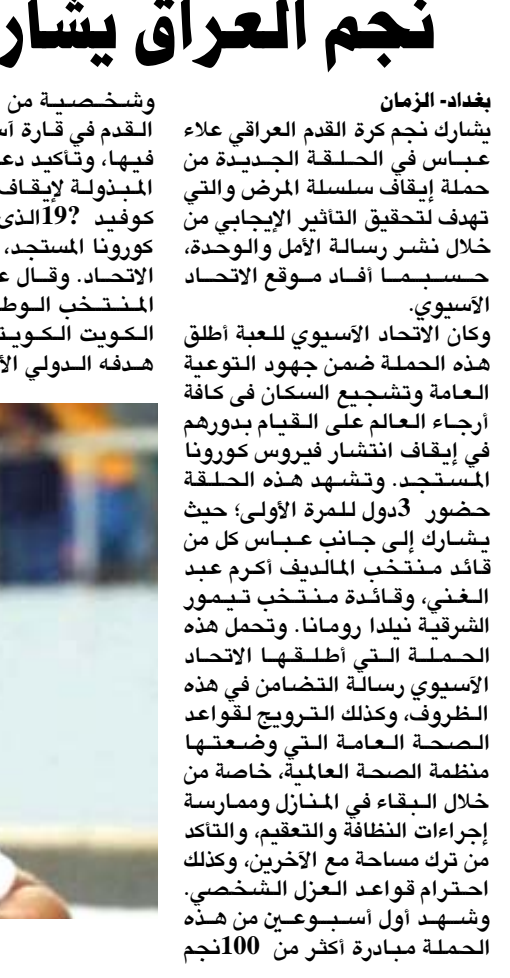 نجم العراق يشار
بغداد- الزمان
يشارك نجم كرة القدم العراقي علاء
عباس في الحلقة الجديدة من
حملة إيقاف سلسلة المرض والتي
تهدف لتحقيق التأثير الإيجابي من
خلال نشر رسالة الأمل والوحدة،
حسبما أفاد موقع الاتحاد
الآسيوي.
وكان الاتحاد الآسيوي للعبة أطلق
هذه الحملة ضمن جهود التوعية
العامة وتشجيع السكان فى كافة
أرجاء العالم على القيام بدورهم
في إيقاف انتشار فيروس كورونا
المستجد. وتشهد هذه الحلقة
حضور 3دول للمرة الأولى؛ حيث
يشارك إلى جانب عباس كل من
قائد منتخب المالديف أكرم عبد
الغني، وقائدة منتخب تيمور
الشرقية نيلدا رومانا. وتحمل هذه
الحملة التي أطلقها الاتحاد
الآسيوي رسالة التضامن في هذه
الظروف، وكذلك الترويج لقواعد
الصحة العامة التي وضعتها
منظمة الصحة العالمية، خاصة من
خلال البقاء في المنازل وممارسة
إجراءات النظافة والتعقيم، والتأكد
من ترك مساحة مع الآخرين، وكذلك
احترام قواعد العزل الشخصي.
وشهد أول أسبوعين من هذه
الحملة مبادرة أكثر من 100نجم
وشخصية من
القدم في قارة آس
فيها، وتأكيد دعـ
المبذولة لإيقاف
كوفيد ?19الذى
كورونا المستجد،
الاتحاد. وقال عـ
المنتخب الوطـ
الكويت الكويتـ
هدفه الدولي الأ